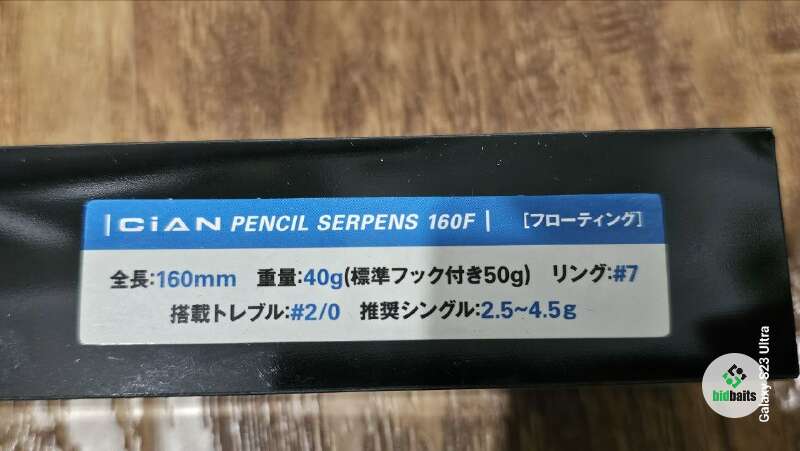 CiAN PENCIL SERPENS 160F [フローティング]
全長:160mm 重量:40g(標準フック付き50g) リング:#7
搭載トレブル:#2/0 推奨シングル:2.5~4.5g
bidbaits
Galaxy S23 Ultra